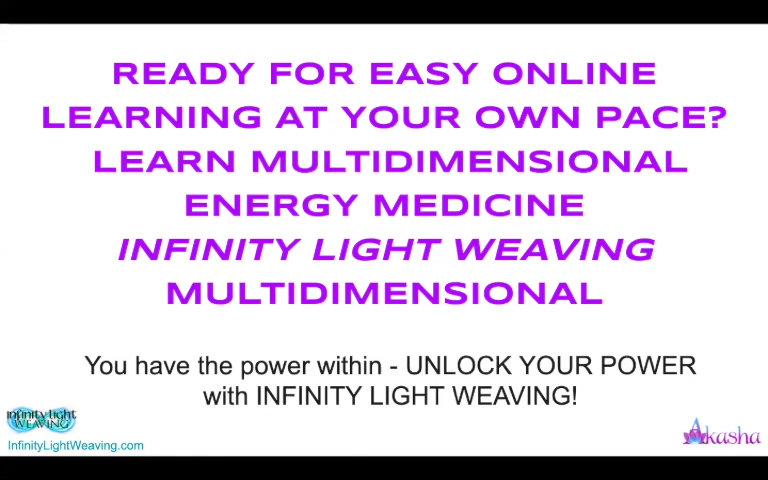 READY FOR EASY ONLINE
LEARNING AT YOUR OWN PACE?
LEARN MULTIDIMENSIONAL
ENERGY MEDICINE
INFINITY LIGHT WEAVING
MULTIDIMENSIONAL
You have the power within - UNLOCK YOUR POWER
with INFINITY LIGHT WEAVING!
infinity light
WEAVING
InfinityLightWeaving.com
Akasha